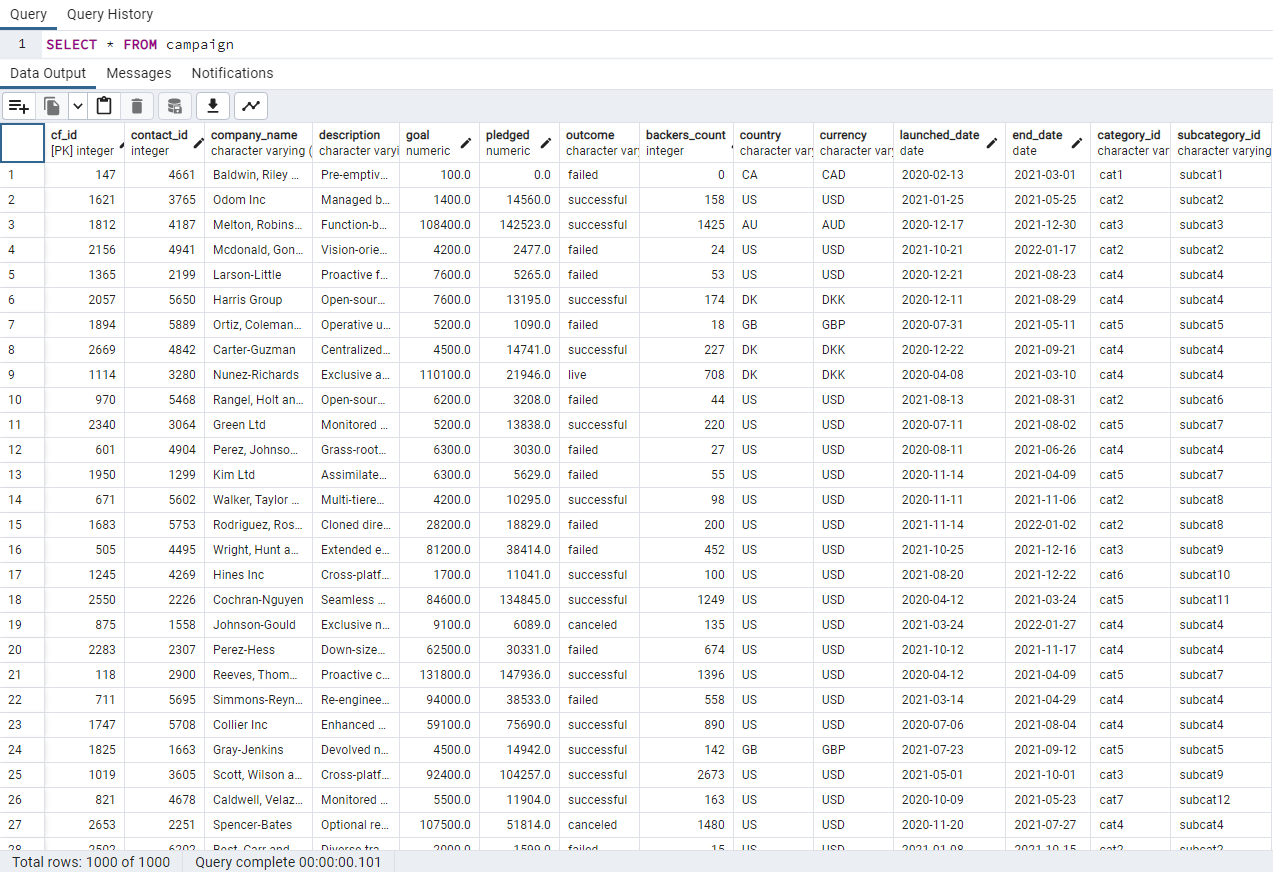 Query Query History
1 SELECT * FROM campaign
Data Output Messages Notifications
cf_id contact_id company_name description goal pledged outcome backers_count country currency launched_date end_date category_id subcategory_id
[PK] integer integer character varying ( character varyi numeric numeric character var integer character var character var date date character var character varying
1 147 4661 Baldwin, Riley ... Pre-emptiv... 100.0 0.0 failed 0 CA CAD 2020-02-13 2021-03-01 cat1 subcat1
2 1621 3765 Odom Inc Managed b... 1400.0 14560.0 successful 158 US USD 2021-01-25 2021-05-25 cat2 subcat2
3 1812 4187 Melton, Robins... Function-b... 108400.0 142523.0 successful 1425 AU AUD 2020-12-17 2021-12-30 cat3 subcat3
4 2156 4941 Mcdonald, Gon... Vision-orie... 4200.0 2477.0 failed 24 US USD 2021-10-21 2022-01-17 cat2 subcat2
5 1365 2199 Larson-Little Proactive f... 7600.0 5265.0 failed 53 US USD 2020-12-21 2021-08-23 cat4 subcat4
6 2057 5650 Harris Group Open-sour... 7600.0 13195.0 successful 174 DK DKK 2020-12-11 2021-08-29 cat4 subcat4
7 1894 5889 Ortiz, Coleman... Operative u... 5200.0 1090.0 failed 18 GB GBP 2020-07-31 2021-05-11 cat5 subcat5
8 2669 4842 Carter-Guzman Centralized... 4500.0 14741.0 successful 227 DK DKK 2020-12-22 2021-09-21 cat4 subcat4
9 1114 3280 Nunez-Richards Exclusive a... 110100.0 21946.0 live 708 DK DKK 2020-04-08 2021-03-10 cat4 subcat4
10 970 5468 Rangel, Holt an... Open-sour... 6200.0 3208.0 failed 44 US USD 2021-08-13 2021-08-31 cat2 subcat6
11 2340 3064 Green Ltd Monitored ... 5200.0 13838.0 successful 220 US USD 2020-07-11 2021-08-02 cat5 subcat7
12 601 4904 Perez, Johnso... Grass-root... 6300.0 3030.0 failed 27 US USD 2020-08-11 2021-06-26 cat4 subcat4
13 1950 1299 Kim Ltd Assimilate... 6300.0 5629.0 failed 55 US USD 2020-11-14 2021-04-09 cat5 subcat7
14 671 5602 Walker, Taylor ... Multi-tiere... 4200.0 10295.0 successful 98 US USD 2020-11-11 2021-11-06 cat2 subcat8
15 1683 5753 Rodriguez, Ros... Cloned dire... 28200.0 18829.0 failed 200 US USD 2021-11-14 2022-01-02 cat2 subcat8
16 505 4495 Wright, Hunt a... Extended e... 81200.0 38414.0 failed 452 US USD 2021-10-25 2021-12-16 cat3 subcat9
17 1245 4269 Hines Inc Cross-platf... 1700.0 11041.0 successful 100 US USD 2021-08-20 2021-12-22 cat6 subcat10
18 2550 2226 Cochran-Nguyen Seamless ... 84600.0 134845.0 successful 1249 US USD 2020-04-12 2021-03-24 cat5 subcat11
19 875 1558 Johnson-Gould Exclusive n... 9100.0 6089.0 canceled 135 US USD 2021-03-24 2022-01-27 cat4 subcat4
20 2283 2307 Perez-Hess Down-size... 62500.0 30331.0 failed 674 US USD 2021-10-12 2021-11-17 cat4 subcat4
21 118 2900 Reeves, Thom... Proactive c... 131800.0 147936.0 successful 1396 US USD 2020-04-12 2021-04-09 cat5 subcat7
22 711 5695 Simmons-Reyn... Re-enginee... 94000.0 38533.0 failed 558 US USD 2021-03-14 2021-04-29 cat4 subcat4
23 1747 5708 Collier Inc Enhanced ... 59100.0 75690.0 successful 890 US USD 2020-07-06 2021-08-04 cat4 subcat4
24 1825 1663 Gray-Jenkins Devolved n... 4500.0 14942.0 successful 142 GB GBP 2021-07-23 2021-09-12 cat5 subcat5
25 1019 3605 Scott, Wilson a... Cross-platf... 92400.0 104257.0 successful 2673 US USD 2021-05-01 2021-10-01 cat3 subcat9
26 821 4678 Caldwell, Velaz... Monitored ... 5500.0 11904.0 successful 163 US USD 2020-10-09 2021-05-23 cat7 subcat12
27 2653 2251 Spencer-Bates Optional re... 107500.0 51814.0 canceled 1480 US USD 2020-11-20 2021-07-27 cat4 subcat4
Total rows: 1000 of 1000 Query complete 00:00:00.101